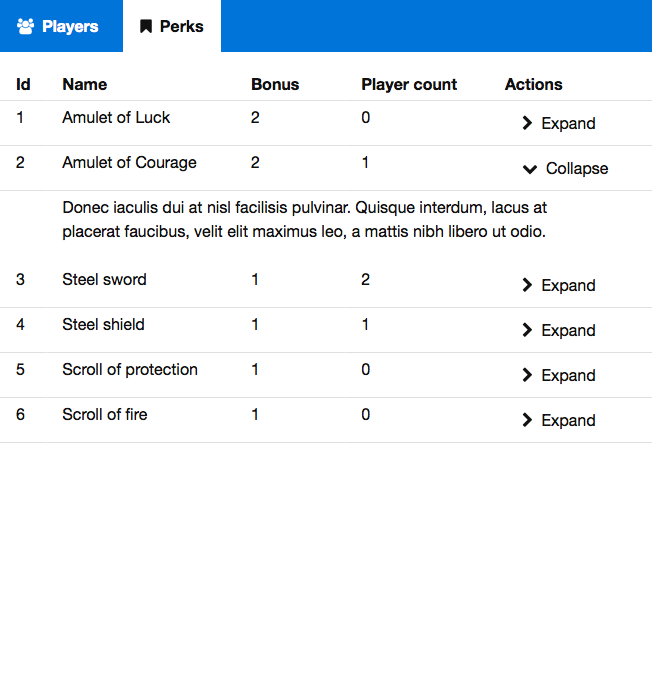 Players Perks
Id Name Bonus Player count Actions
1 Amulet of Luck 2 0 Expand
2 Amulet of Courage 2 1 Collapse
Donec iaculis dui at nisl facilisis pulvinar. Quisque interdum, lacus at
placerat faucibus, velit elit maximus leo, a mattis nibh libero ut odio.
3 Steel sword 1 2 Expand
4 Steel shield 1 1 Expand
5 Scroll of protection 1 0 Expand
6 Scroll of fire 1 0 Expand